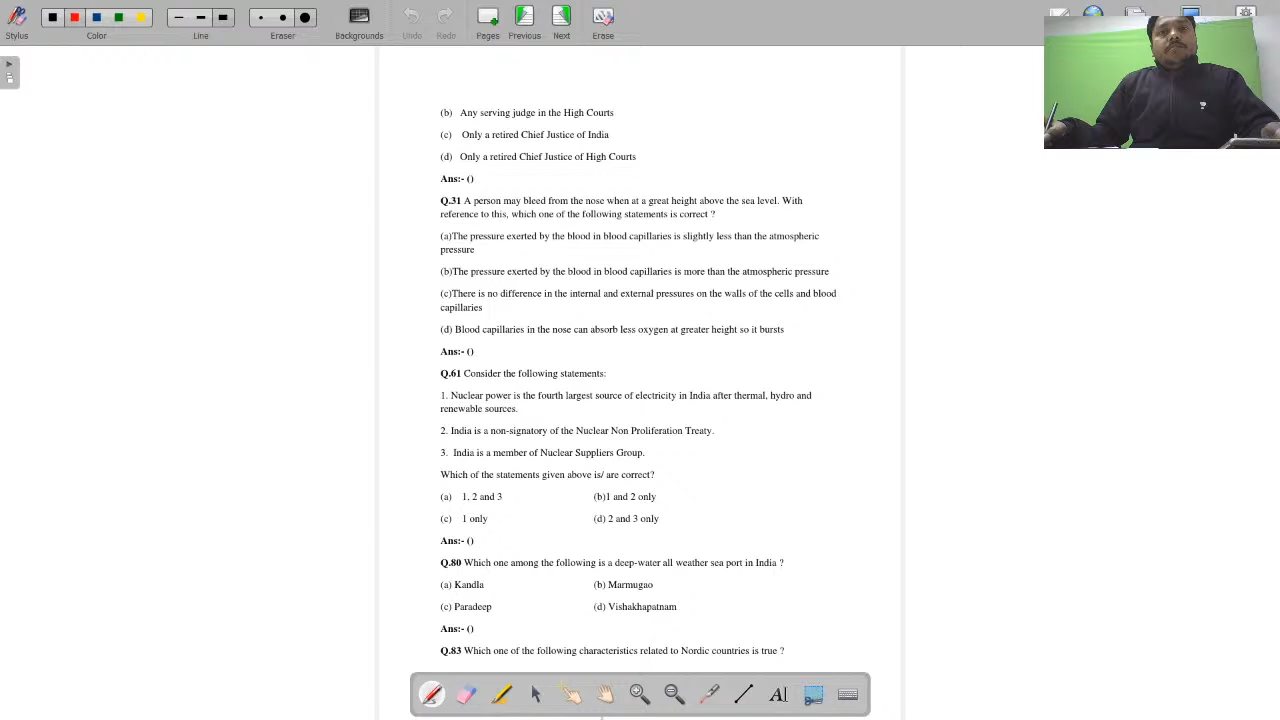 Stylus
Color
Line
Eraser
Backgrounds
Undo
Redo
Pages
Previous
Next
Erase
(b) Any serving judge in the High Courts
(c) Only a retired Chief Justice of India
(d) Only a retired Chief Justice of High Courts
Ans:- ()
Q.31 A person may bleed from the nose when at a great height above the sea level. With
reference to this, which one of the following statements is correct ?
(a)The pressure exerted by the blood in blood capillaries is slightly less than the atmospheric
pressure
(b)The pressure exerted by the blood in blood capillaries is more than the atmospheric pressure
(c)There is no difference in the internal and external pressures on the walls of the cells and blood
capillaries
(d) Blood capillaries in the nose can absorb less oxygen at greater height so it bursts
Ans:- ()
Q.61 Consider the following statements:
1. Nuclear power is the fourth largest source of electricity in India after thermal, hydro and
renewable sources.
2. India is a non-signatory of the Nuclear Non Proliferation Treaty.
3. India is a member of Nuclear Suppliers Group.
Which of the statements given above is/ are correct?
(a) 1, 2 and 3 (b)1 and 2 only
(c) 1 only (d) 2 and 3 only
Ans:- ()
Q.80 Which one among the following is a deep-water all weather sea port in India ?
(a) Kandla (b) Marmugao
(c) Paradeep (d) Vishakhapatnam
Ans:- ()
Q.83 Which one of the following characteristics related to Nordic countries is true ?